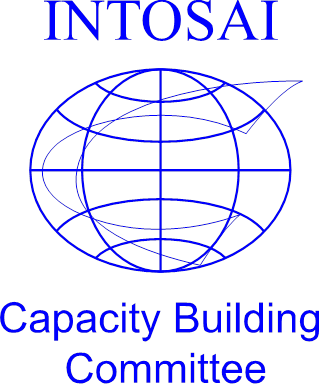 INTOSAI
Capacity Building
Committee